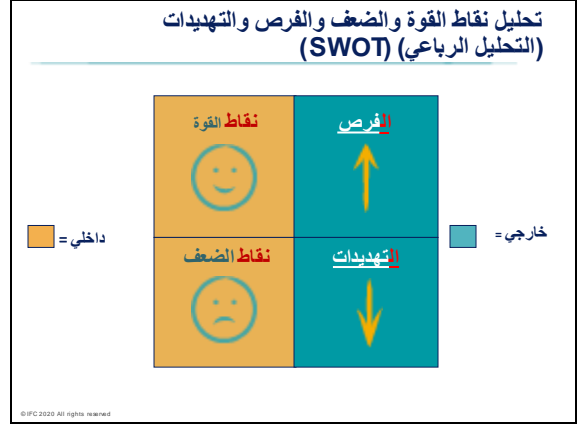 تحليل نقاط القوة والضعف والفرص والتهديدات
(التحليل الرباعي) (SWOT)
الفرص
نقاط القوة
خارجي =
داخلي =
التهديدات
نقاط الضعف
© IFC 2020 All rights reserved